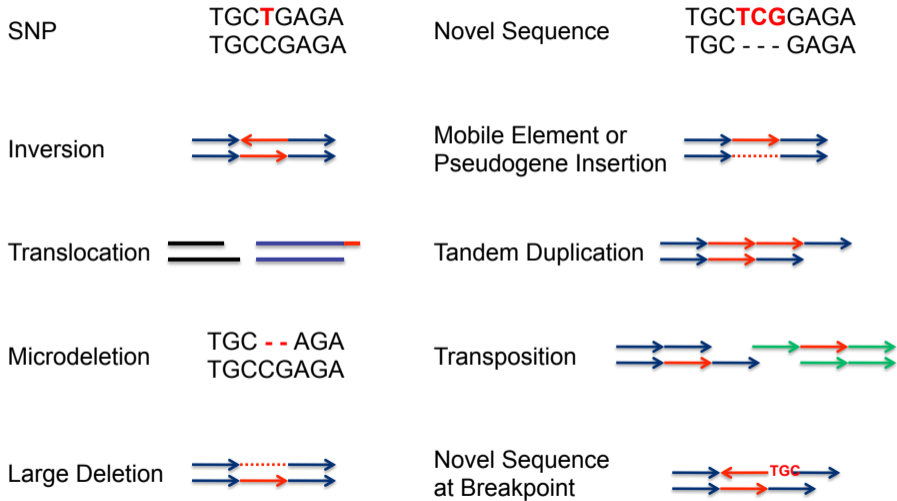 SNP
TGCTGAGA
TGCCGAGA
Novel Sequence
TGCTCGGAGA
TGC - - - GAGA
Inversion
Mobile Element or
Pseudogene Insertion
Translocation
Tandem Duplication
Microdeletion
TGC - - AGA
TGCCGAGA
Transposition
Large Deletion
Novel Sequence
at Breakpoint
TGC